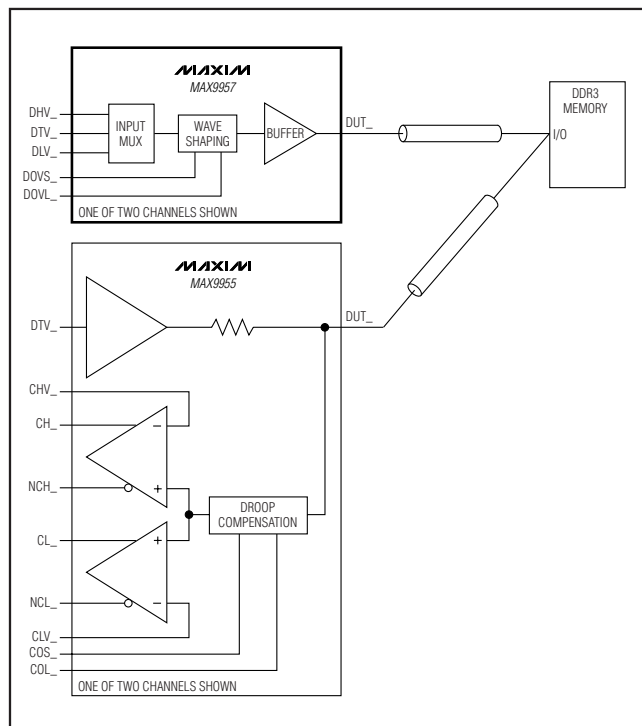 MAXIM
MAX9957
DHV_
DTV_
DLV_
DOVS_
DOVL_
INPUT
MUX
WAVE
SHAPING
BUFFER
DUT_
ONE OF TWO CHANNELS SHOWN
DDR3
MEMORY
I/O
MAXIM
MAX9955
DTV_
DUT_
CHV_
CH_
NCH_
CL_
NCL_
CLV_
COS_
COL_
−
+
+
−
DROOP
COMPENSATION
ONE OF TWO CHANNELS SHOWN